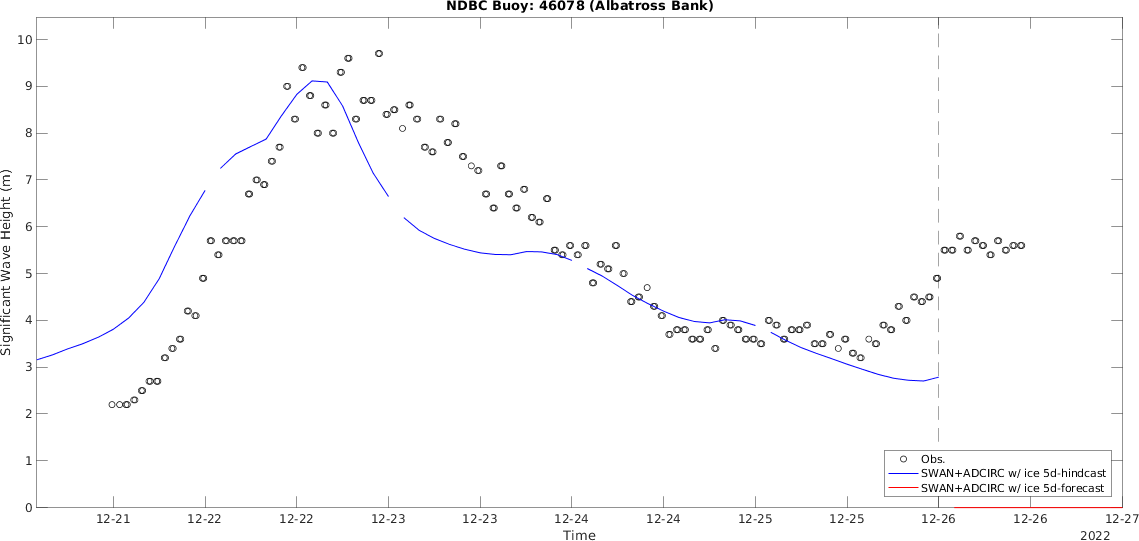 NDBC Buoy: 46078 (Albatross Bank)
10
9
8
7
6
5
4
3
2
1
0
Significant Wave Height (m)
Obs.
SWAN+ADCIRC w/ ice 5d-hindcast
SWAN+ADCIRC w/ ice 5d-forecast
12-21 12-22 12-22 12-23 12-23 12-24 12-24 12-25 12-25 12-26 12-26 12-27
Time
2022